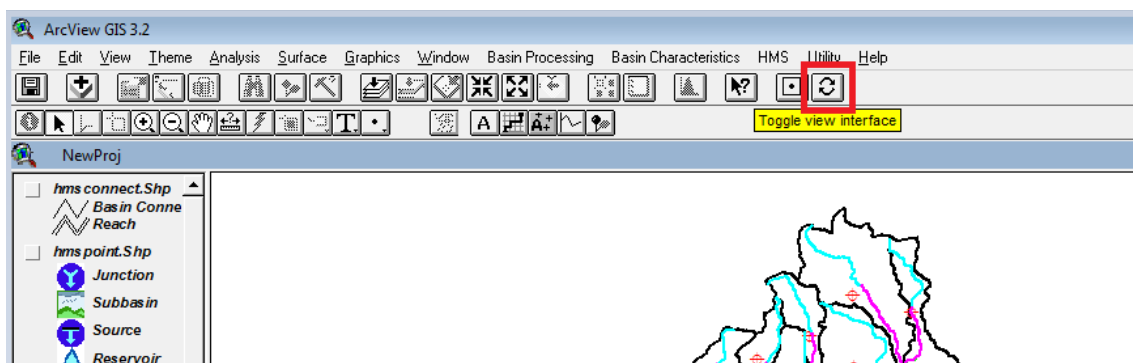 ArcView GIS 3.2
File Edit View Theme Analysis Surface Graphics Window Basin Processing Basin Characteristics HMS Utility Help
T. A A
Toggle view interface
NewProj
hms connect.Shp
Basin Conne
Reach
hms point.Shp
Junction
Subbasin
Source
Reservoir